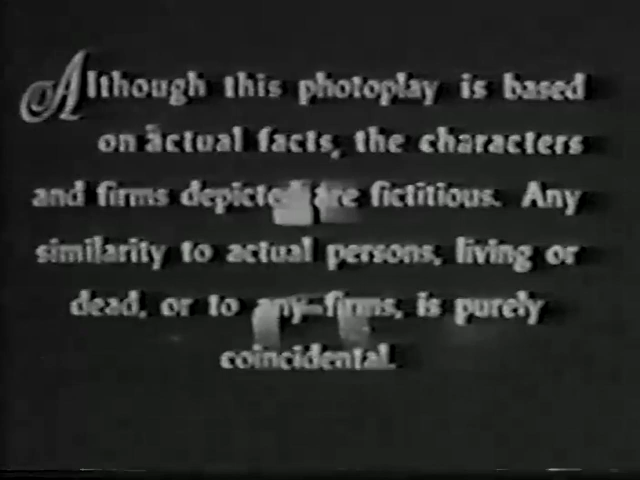 Although this photoplay is based
on actual facts, the characters
and firms depicted are fictitious. Any
similarity to actual persons, living or
dead, or to any firms, is purely
coincidental.